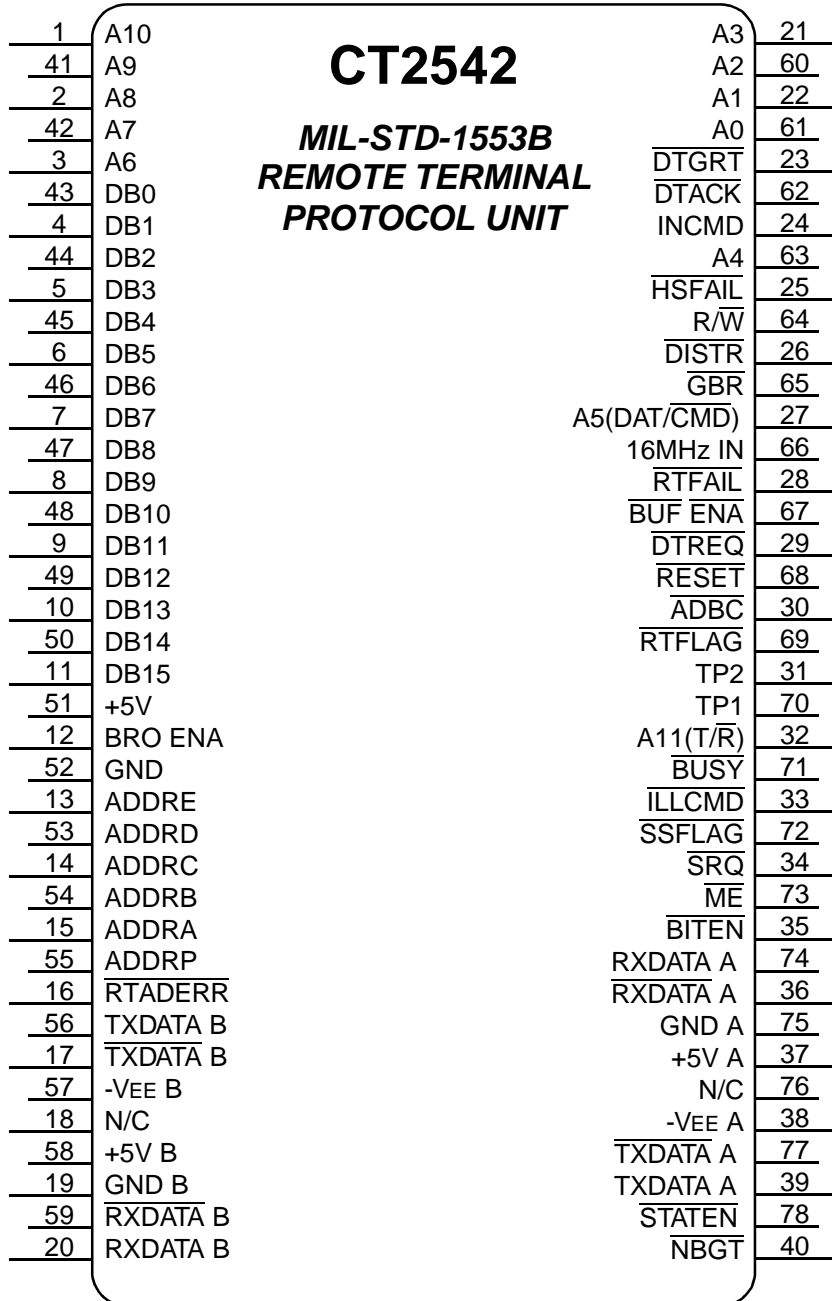 CT2542
MIL-STD-1553B
REMOTE TERMINAL
PROTOCOL UNIT
1 A10
41 A9
2 A8
42 A7
3 A6
43 DB0
4 DB1
44 DB2
5 DB3
45 DB4
6 DB5
46 DB6
7 DB7
47 DB8
8 DB9
48 DB10
9 DB11
49 DB12
10 DB13
50 DB14
11 DB15
51 +5V
12 BRO ENA
52 GND
13 ADDRE
53 ADDRD
14 ADDRC
54 ADDRB
15 ADDRA
55 ADDRP
16 RTADERR
56 TXDATA B
17 TXDATA B
57 -VEE B
18 N/C
58 +5V B
19 GND B
59 RXDATA B
20 RXDATA B
A3 21
A2 60
A1 22
A0 61
DTGRT 23
DTACK 62
INCMD 24
A4 63
HSFAIL 25
R/W 64
DISTR 26
GBR 65
A5(DAT/CMD) 27
16MHz IN 66
RTFAIL 28
BUF ENA 67
DTREQ 29
RESET 68
ADBC 30
RTFLAG 69
TP2 31
TP1 70
A11(T/R) 32
BUSY 71
ILLCMD 33
SSFLAG 72
SRQ 34
ME 73
BITEN 35
RXDATA A 74
RXDATA A 36
GND A 75
+5V A 37
N/C 76
-VEE A 38
TXDATA A 77
TXDATA A 39
STATEN 78
NBGT 40